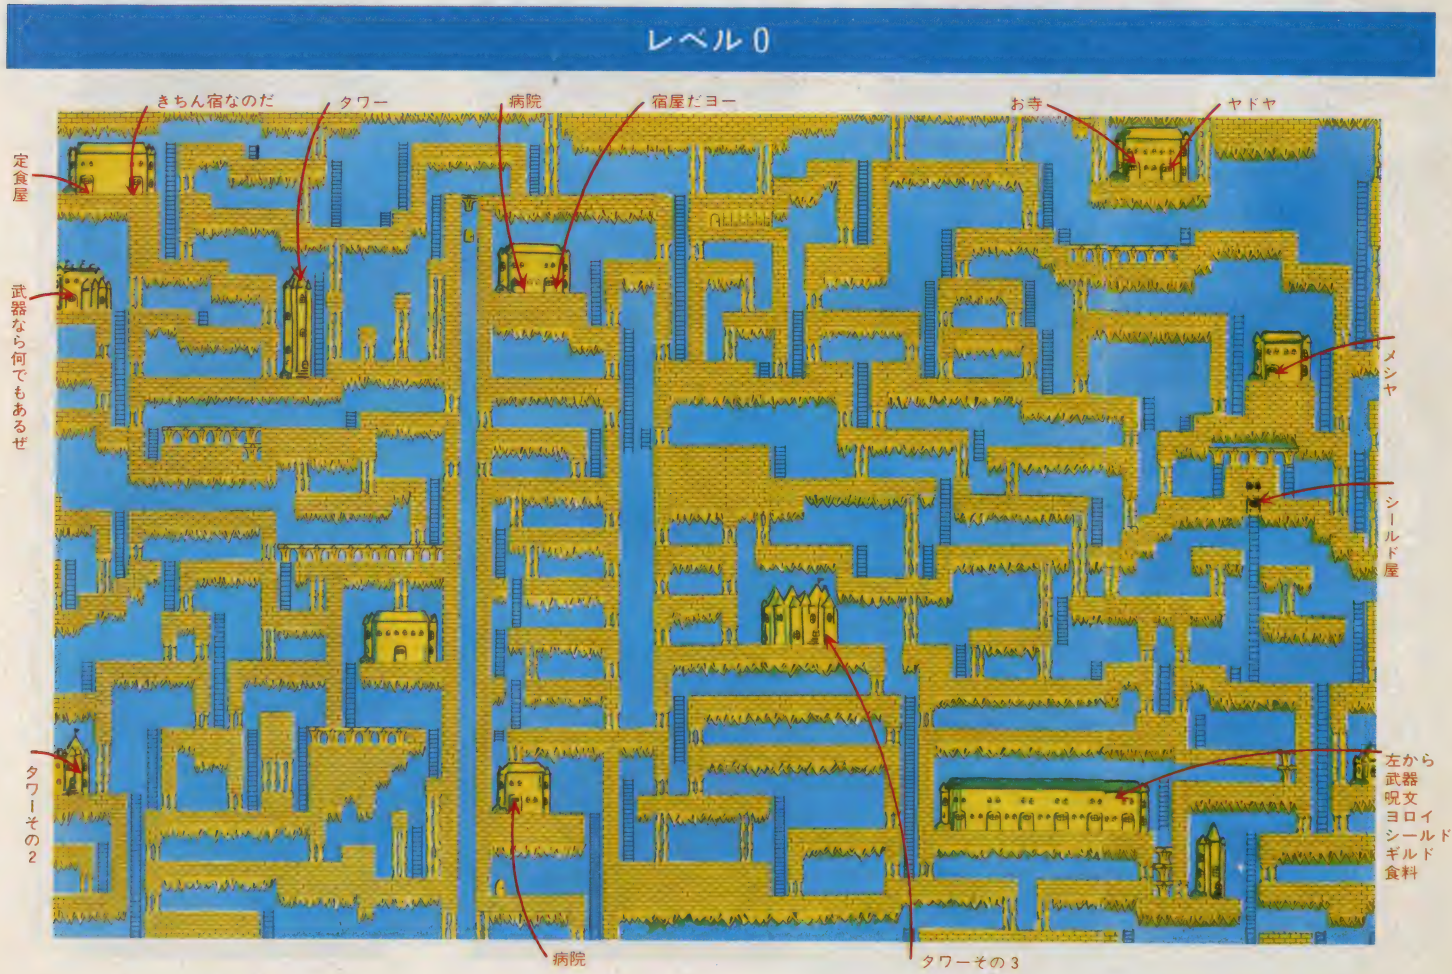 レベル0
きちん宿なのだ
タワー
病院
宿屋だヨー
お寺
ヤドヤ
定食屋
武器なら何でもあるぜ
メシヤ
シールド屋
タワーその2
左から
武器
呪文
ヨロイ
シールド
ギルド
食料
病院
タワーその3